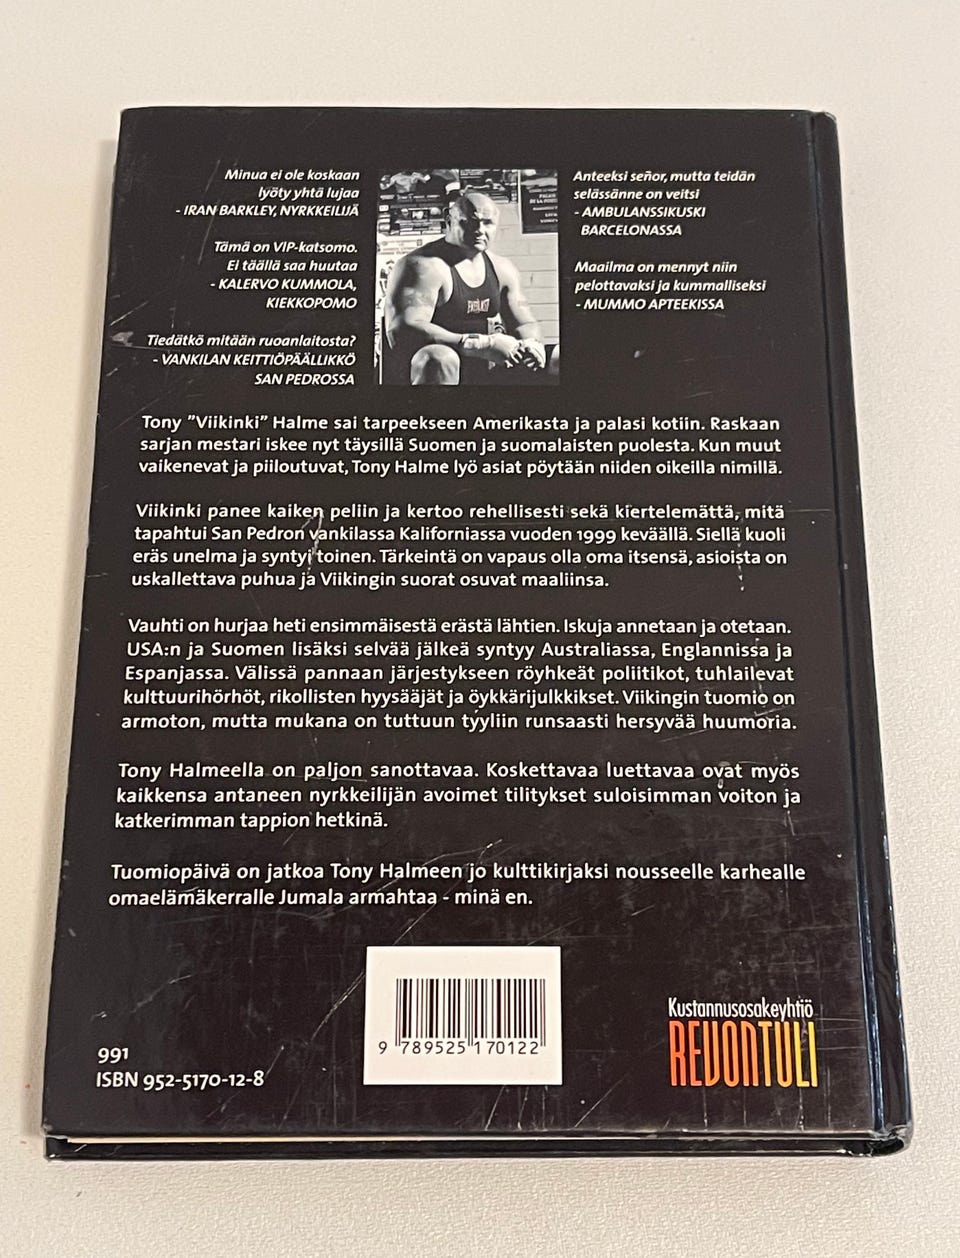 Minua ei ole koskaan
lyöty yhtä lujaa
- IRAN BARKLEY, NYRKKEILIJÄ
Tämä on VIP-katsomo.
Ei täällä saa huutaa
- KALERVO KUMMOLA,
KIEKKOPOMO
Tiedätkö mitään ruoanlaitosta?
- VANKILAN KEITTIÖPÄÄLLIKKÖ
SAN PEDROSSA
Anteeksi señor, mutta teidän
selässänne on veitsi
- AMBULANSSIKUSKI
BARCELONASSA
Maailma on mennyt niin
pelottavaksi ja kummalliseksi
- MUMMO APTEEKISSA
Tony "Viikinki" Halme sai tarpeekseen Amerikasta ja palasi kotiin. Raskaan
sarjan mestari iskee nyt täysillä Suomen ja suomalaisten puolesta. Kun muut
vaikenevat ja piiloutuvat, Tony Halme lyö asiat pöytään niiden oikeilla nimillä.
Viikinki panee kaiken peliin ja kertoo rehellisesti sekä kiertelemättä, mitä
tapahtui San Pedron vankilassa Kaliforniassa vuoden 1999 keväällä. Siellä kuoli
eräs unelma ja syntyi toinen. Tärkeintä on vapaus olla oma itsensä, asioista on
uskallettava puhua ja Viikingin suorat osuvat maaliinsa.
Vauhti on hurjaa heti ensimmäisestä erästä lähtien. Iskuja annetaan ja otetaan.
USA:n ja Suomen lisäksi selvää jälkeä syntyy Australiassa, Englannissa ja
Espanjassa. Välissä pannaan järjestykseen röyhkeät poliitikot, tuhlailevat
kulttuurihörhöt, rikollisten hyysääjät ja öykkärijulkkikset. Viikingin tuomio on
armoton, mutta mukana on tuttuun tyyliin runsaasti hersyvää huumoria.
Tony Halmeella on paljon sanottavaa. Koskettavaa luettavaa ovat myös
kaikkensa antaneen nyrkkeilijän avoimet tilitykset suloisimman voiton ja
katkerimman tappion hetkinä.
Tuomiopäivä on jatkoa Tony Halmeen jo kulttikirjaksi nousseelle karhealle
omaelämäkerralle Jumala armahtaa - minä en.
991
ISBN 952-5170-12-8
9 789525 170122
Kustannusosakeyhtiö
REVONTULI